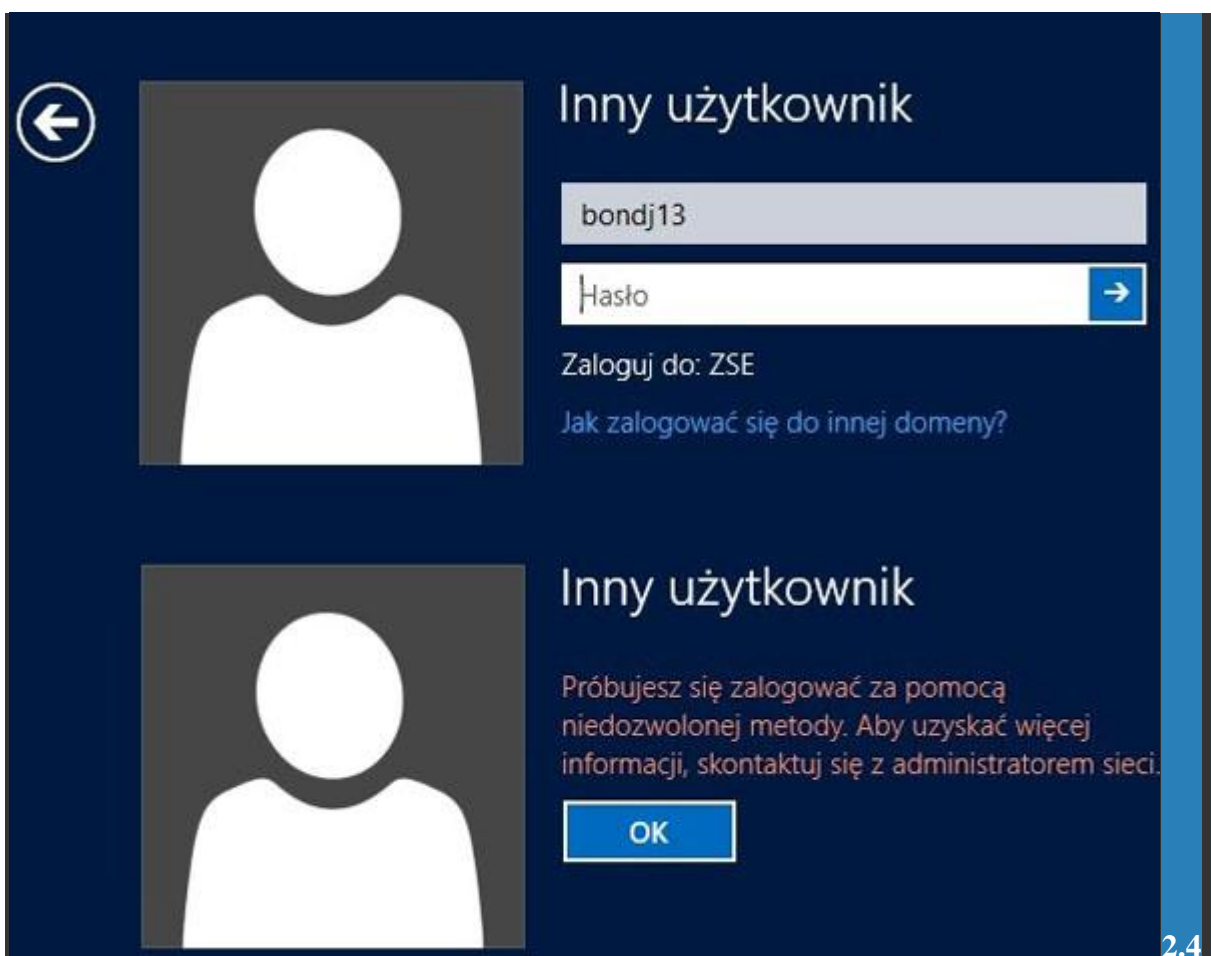 Inny użytkownik
bondj13
Hasło
Zaloguj do: ZSE
Jak zalogować się do innej domeny?
Inny użytkownik
Próbujesz się zalogować za pomocą
niedozwolonej metody. Aby uzyskać więcej
informacji, skontaktuj się z administratorem sieci.
OK
2.4